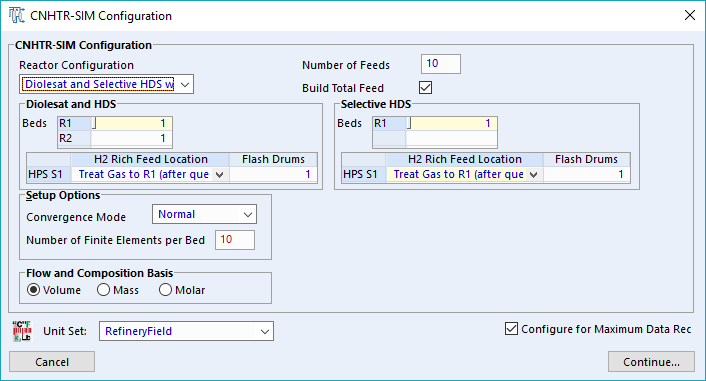 CNHTR-SIM Configuration
CNHTR-SIM Configuration
Reactor Configuration
Diolesat and Selective HDS w
Number of Feeds 10
Build Total Feed
Diolesat and HDS
Beds R1 1
R2 1
H2 Rich Feed Location Flash Drums
HPS S1 Treat Gas to R1 (after que 1
Selective HDS
Beds R1 1
H2 Rich Feed Location Flash Drums
HPS S1 Treat Gas to R1 (after que 1
Setup Options
Convergence Mode Normal
Number of Finite Elements per Bed 10
Flow and Composition Basis
Volume Mass Molar
Unit Set: RefineryField
Configure for Maximum Data Rec
Cancel Continue...